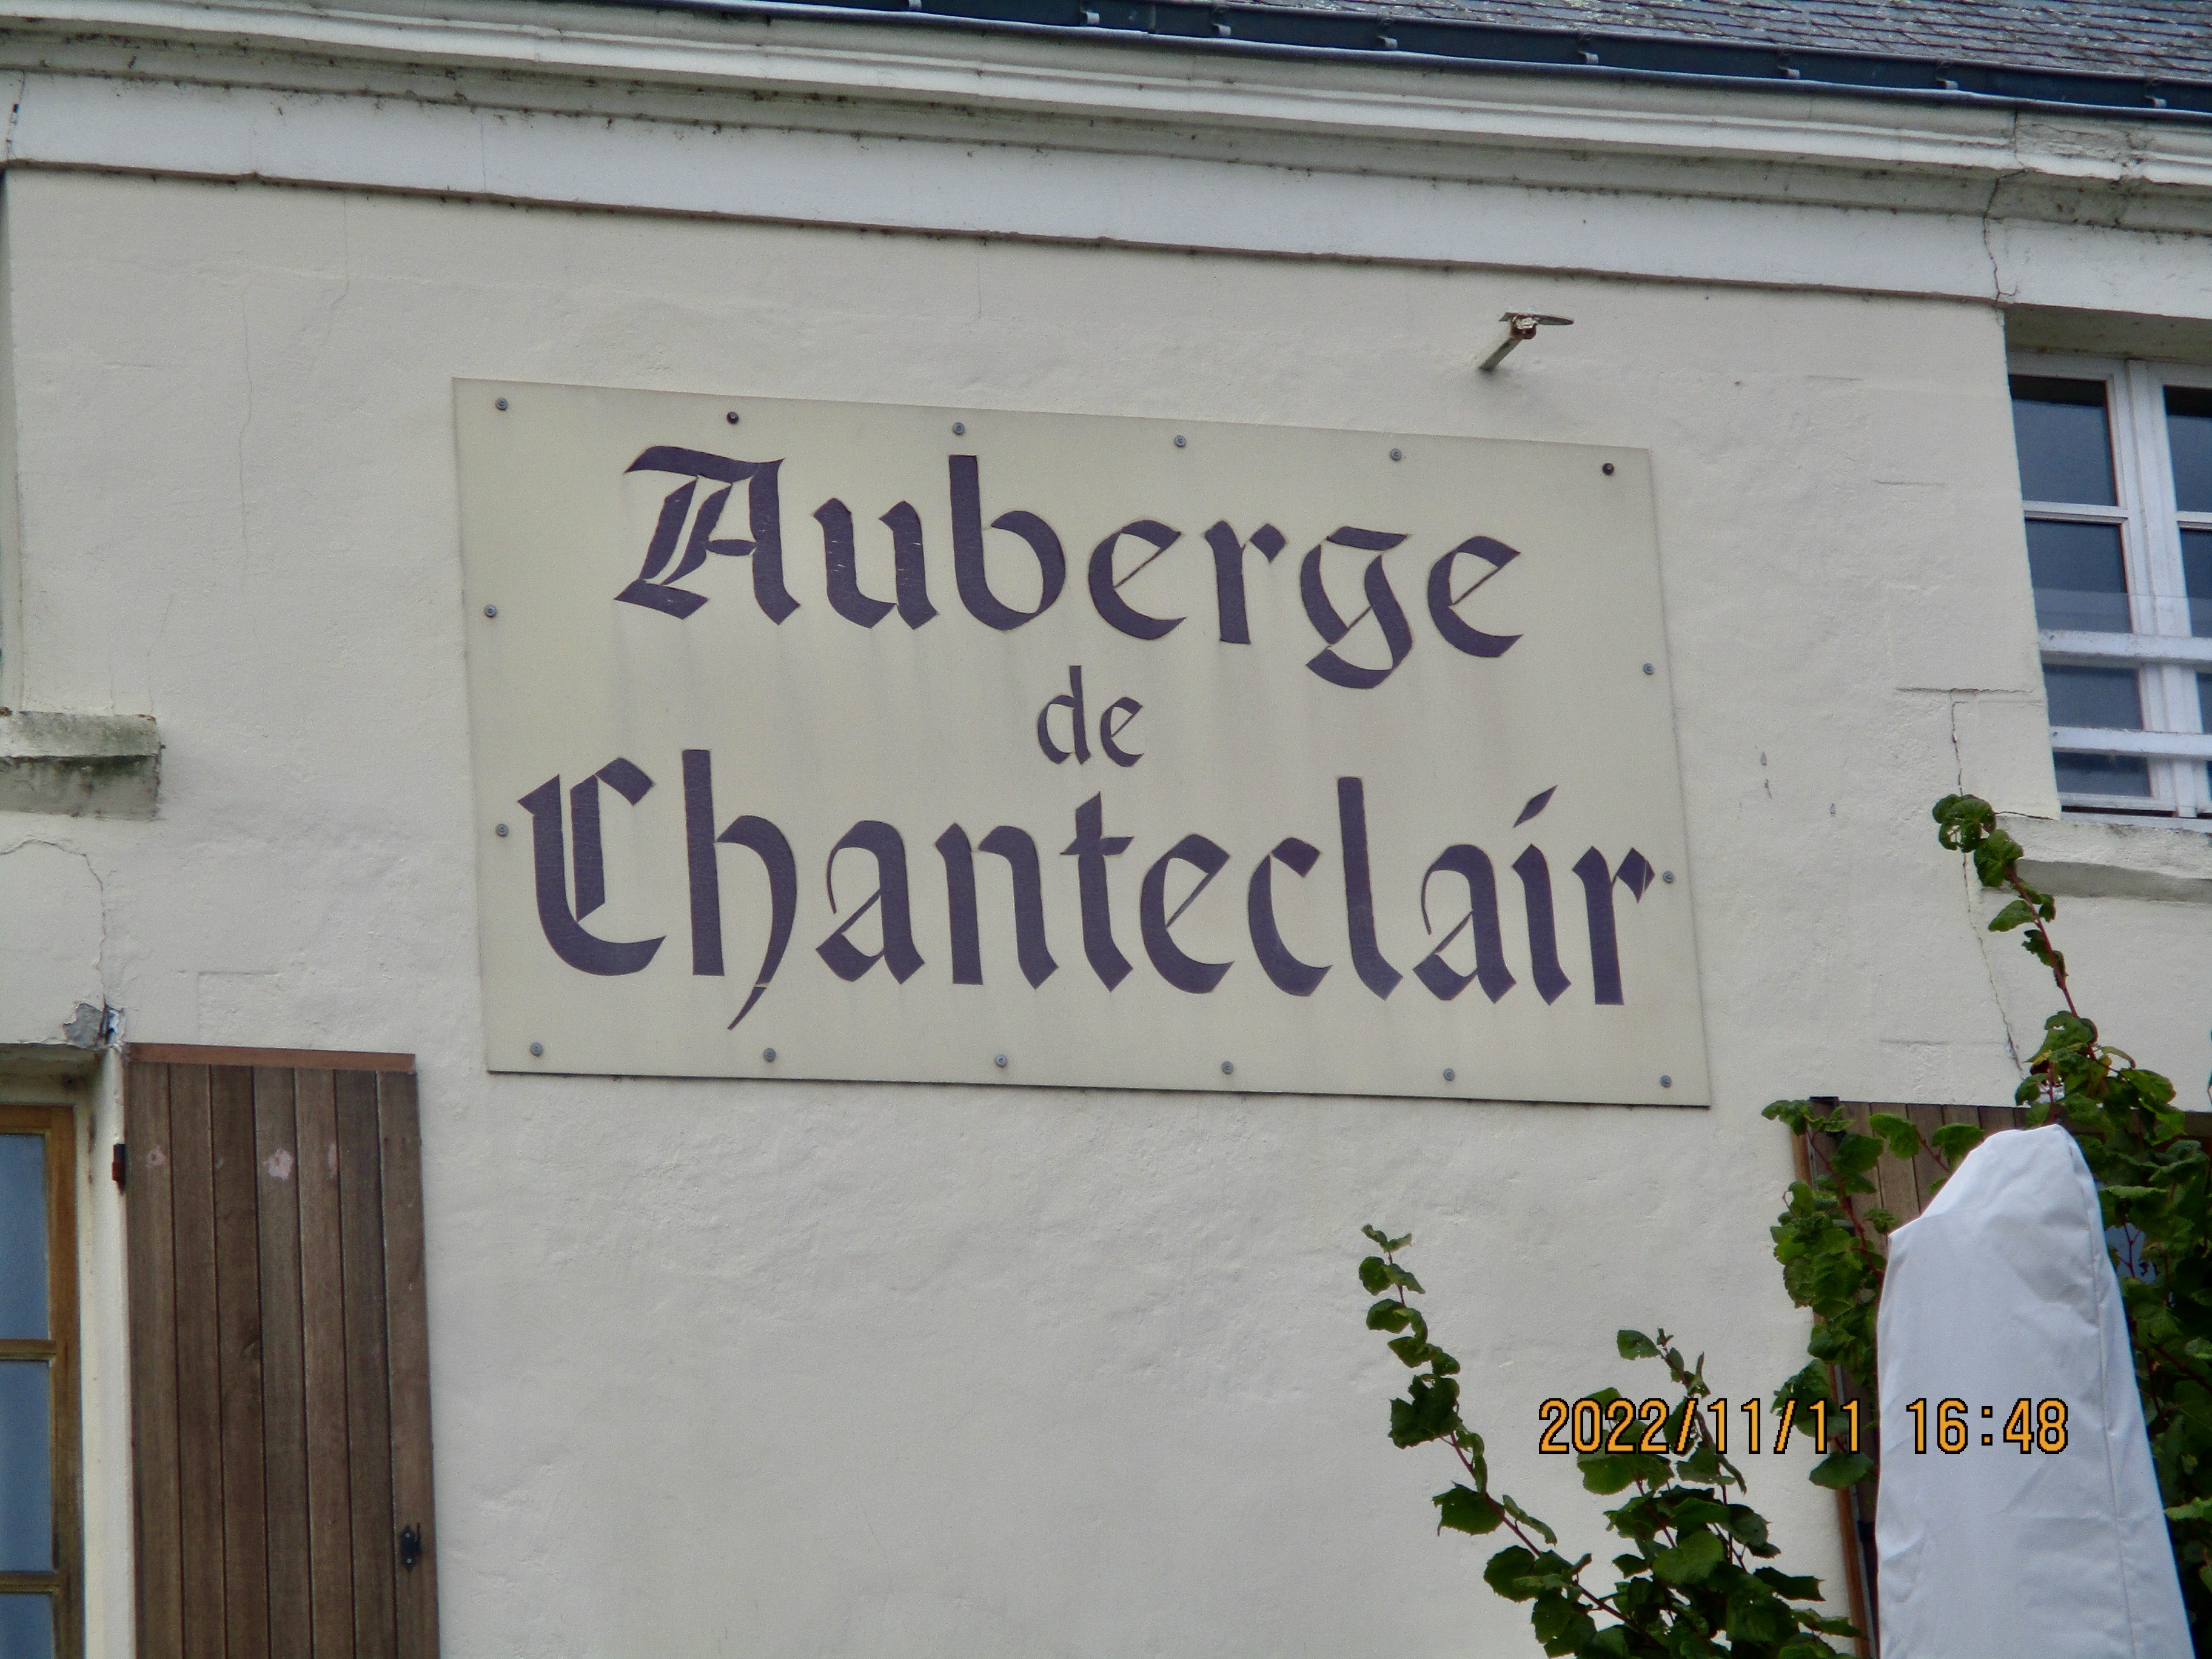 Auberge
de
Chanteclair
2022/11/11 16:48